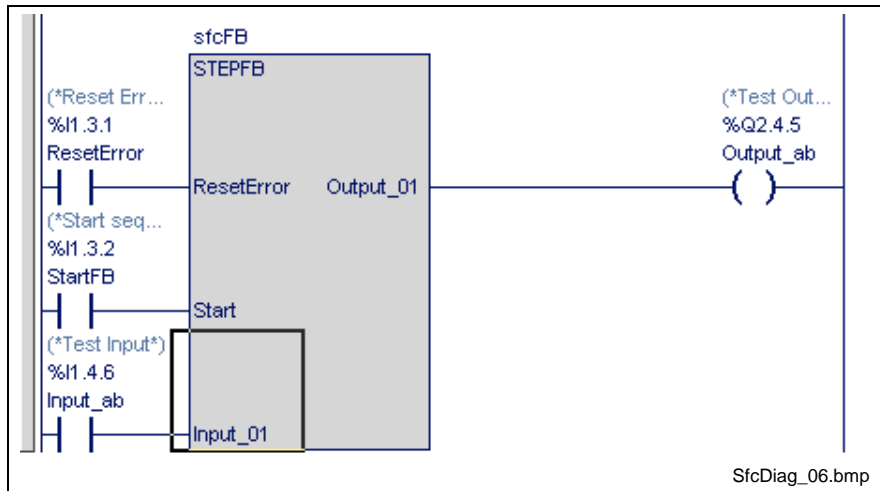 sfcFB
STEPFB
(*Reset Err...
%I1.3.1
ResetError
(*Test Out...
%Q2.4.5
Output_ab
ResetError Output_01
(*Start seq...
%I1.3.2
StartFB
Start
(*Test Input*)
%I1.4.6
Input_ab
Input_01
SfcDiag_06.bmp